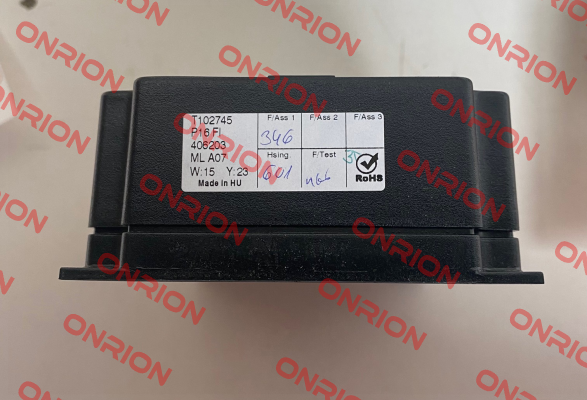 T102745
P16 FI
406203
ML A07
W:15 Y:23
Made in HU
F/Ass 1 F/Ass 2 F/Ass 3
346
Hsing. F/Test
601
RoHS
ONRION
ONRION
ONRION
ONRION
ONRION
ONRION
ONRION
ONRION
ONRION
ONRION
ONRION
ONRION